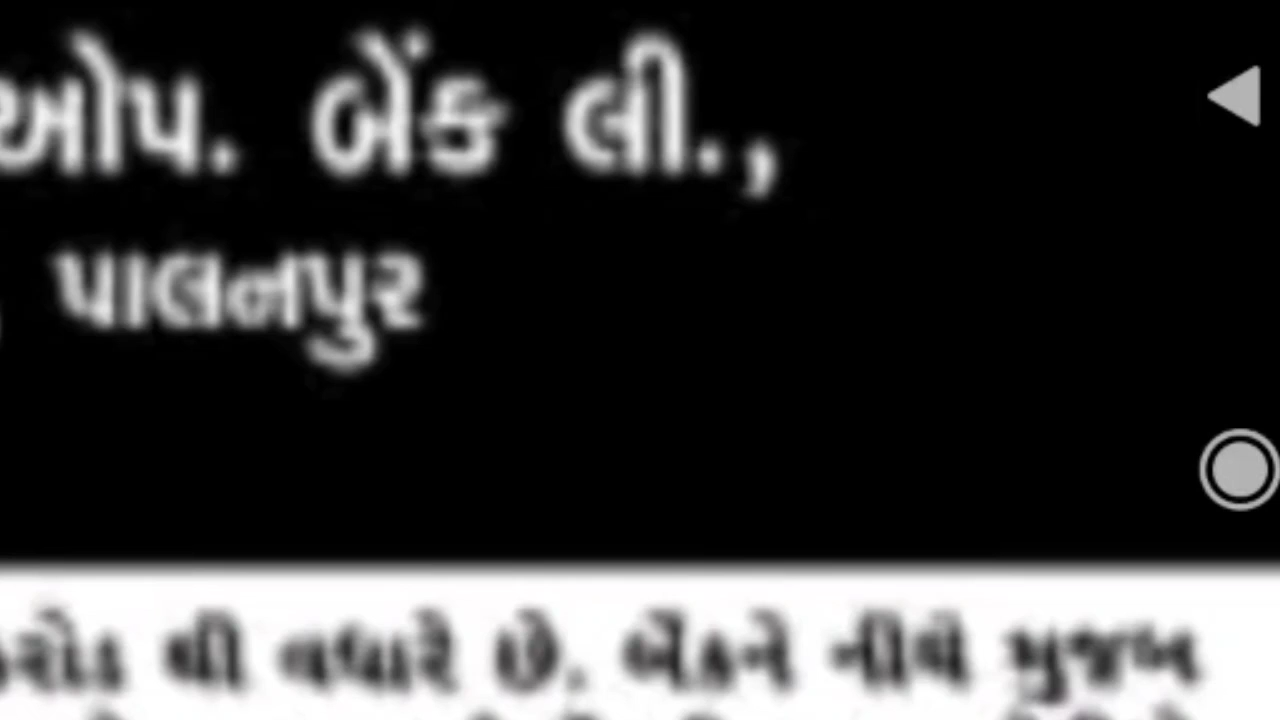 ઓપ. બેંક લી.,
પાલનપુર
કરોડ થી વધારે છે. બેંકને નીચે મુજબ